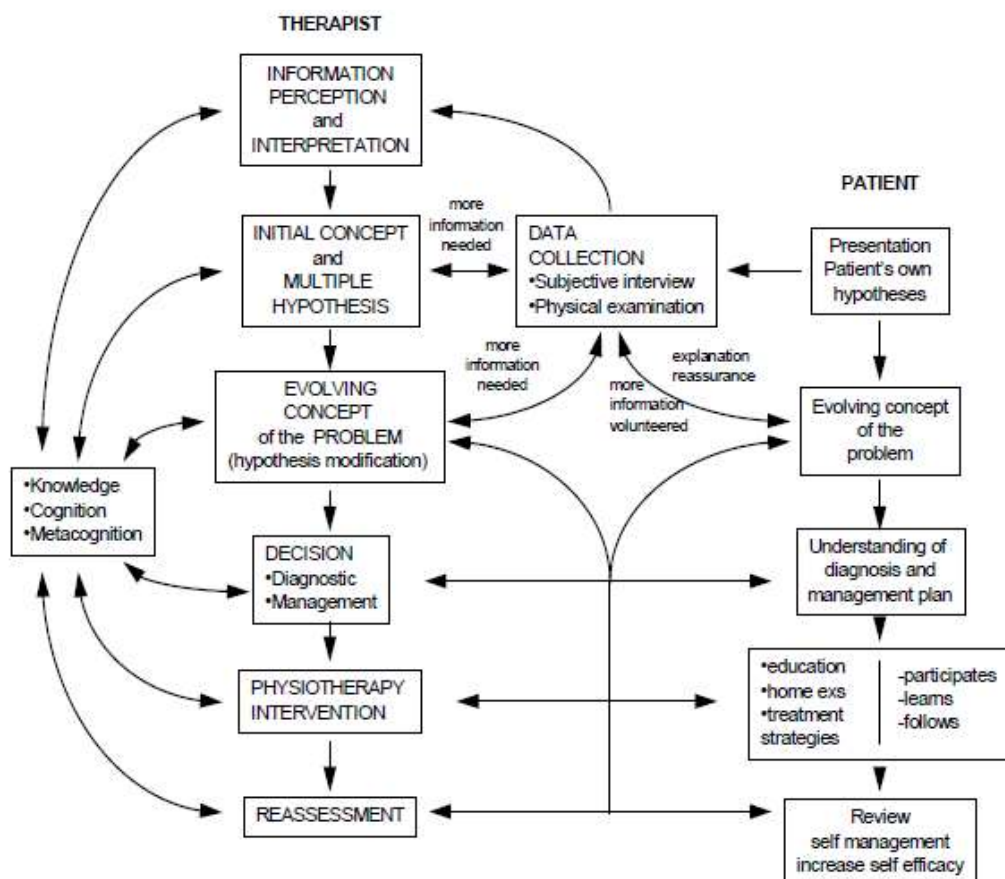 THERAPIST
INFORMATION
PERCEPTION
and
INTERPRETATION
PATIENT
more
information
needed
INITIAL CONCEPT
and
MULTIPLE
HYPOTHESIS
DATA
COLLECTION
•Subjective interview
•Physical examination
Presentation
Patient's own
hypotheses
more
information
needed
explanation
reassurance
more
information
volunteered
EVOLVING
CONCEPT
of the PROBLEM
(hypothesis modification)
Evolving concept
of the
problem
•Knowledge
•Cognition
•Metacognition
DECISION
•Diagnostic
•Management
Understanding of
diagnosis and
management plan
PHYSIOTHERAPY
INTERVENTION
•education
•home exs
•treatment
strategies
-participates
-learns
-follows
REASSESSMENT
Review
self management
increase self efficacy